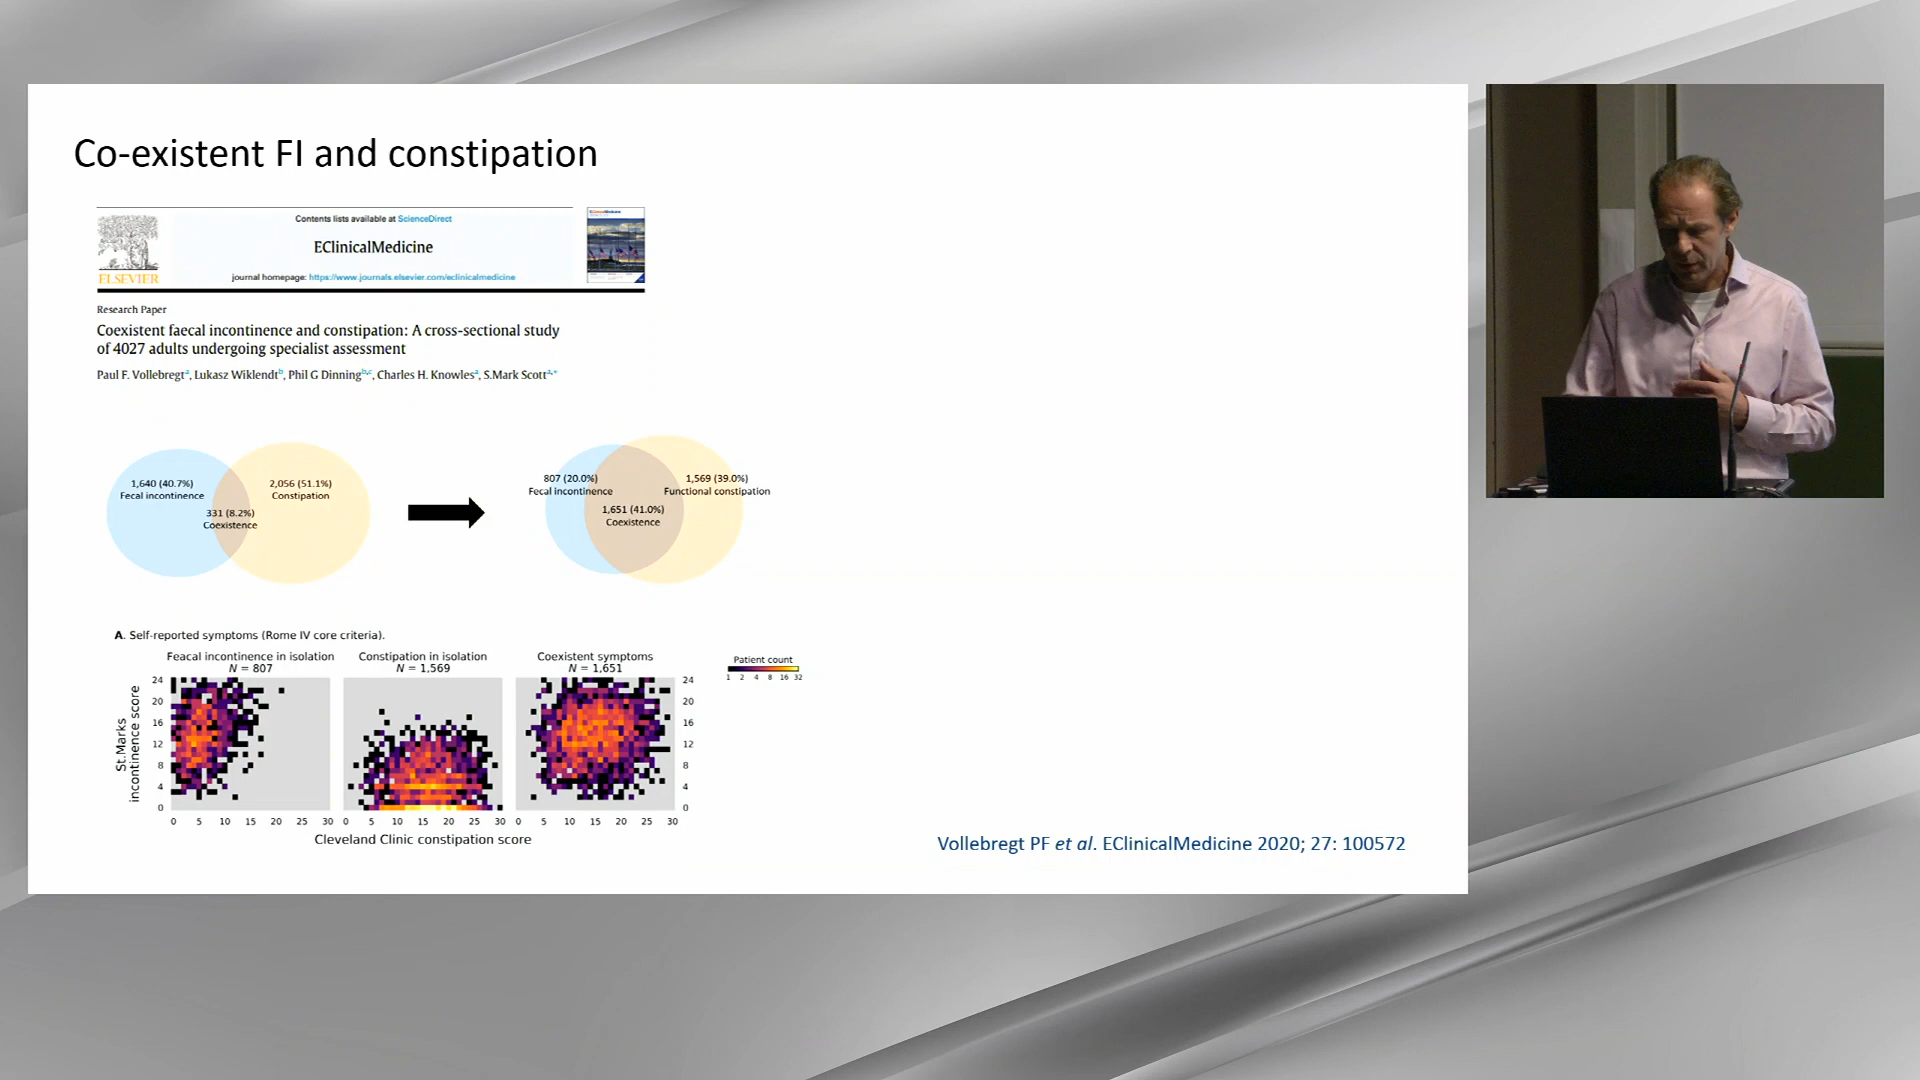 Co-existent FI and constipation
Contents lists available at ScienceDirect
EClinicalMedicine
journal homepage: https://www.journals.elsevier.com/eclinicalmedicine
ELSEVIER
Research Paper
Coexistent faecal incontinence and constipation: A cross-sectional study
of 4027 adults undergoing specialist assessment
Paul F. Vollebregt a, Lukasz Wiklendt b, Phil G Dinning b,c, Charles H. Knowles a, S.Mark Scott a,*
1,640 (40.7%)
Fecal incontinence
2,056 (51.1%)
Constipation
331 (8.2%)
Coexistence
807 (20.0%)
Fecal incontinence
1,569 (39.0%)
Functional constipation
1,651 (41.0%)
Coexistence
A. Self-reported symptoms (Rome IV core criteria).
Feacal incontinence in isolation
N = 807
Constipation in isolation
N = 1,569
Coexistent symptoms
N = 1,651
Patient count
1 2 4 8 16 32
St.Marks
incontinence score
24
20
16
12
8
4
0
24
20
16
12
8
4
0
0 5 10 15 20 25 30
0 5 10 15 20 25 30
0 5 10 15 20 25 30
Cleveland Clinic constipation score
Vollebregt PF et al. EClinicalMedicine 2020; 27: 100572